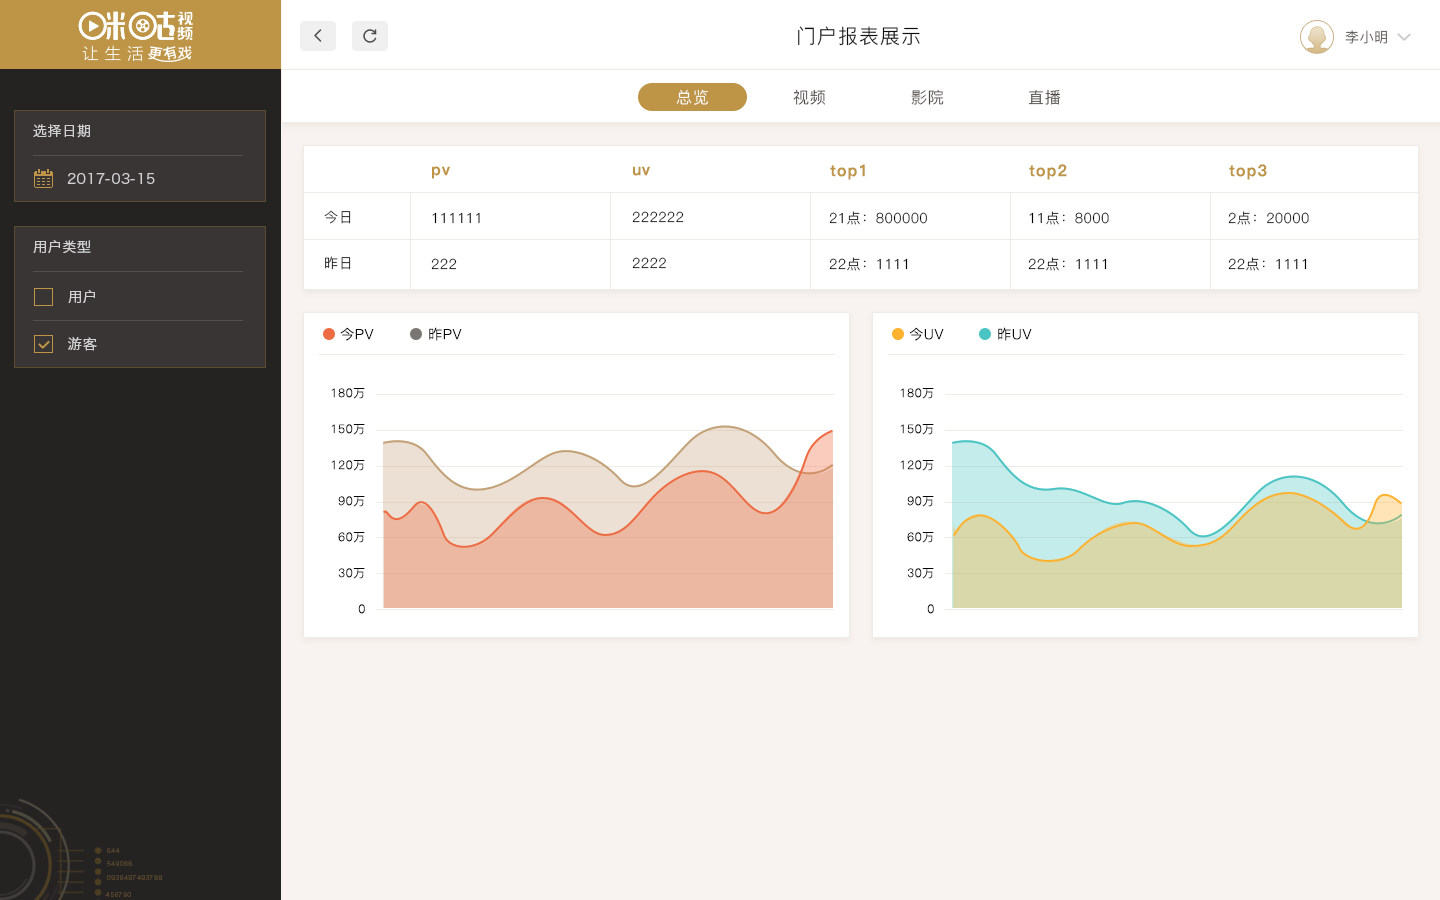 咪咕视频
让生活更有戏
门户报表展示
李小明
总览 视频 影院 直播
选择日期
2017-03-15
用户类型
用户
游客
pv uv top1 top2 top3
今日 111111 222222 21点：800000 11点：8000 2点：20000
昨日 222 2222 22点：1111 22点：1111 22点：1111
今PV 昨PV
180万
150万
120万
90万
60万
30万
0
今UV 昨UV
180万
150万
120万
90万
60万
30万
0
844
849088
0938497493788
456790